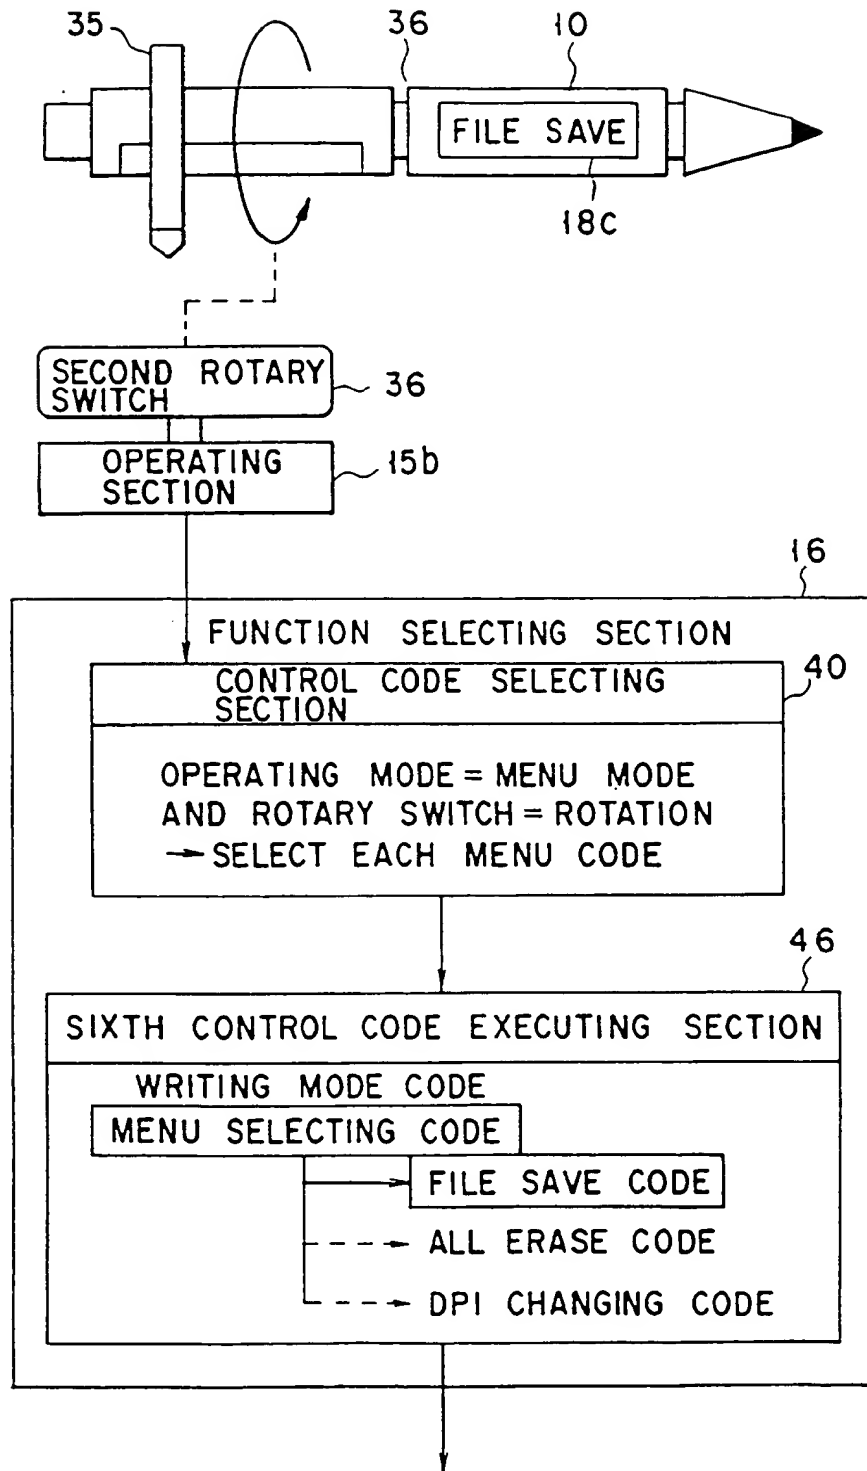 35
36
10
FILE SAVE
18c
SECOND ROTARY
SWITCH
36
OPERATING
SECTION
15b
16
FUNCTION SELECTING SECTION
40
CONTROL CODE SELECTING
SECTION
OPERATING MODE = MENU MODE
AND ROTARY SWITCH = ROTATION
→ SELECT EACH MENU CODE
46
SIXTH CONTROL CODE EXECUTING SECTION
WRITING MODE CODE
MENU SELECTING CODE
FILE SAVE CODE
ALL ERASE CODE
DPI CHANGING CODE